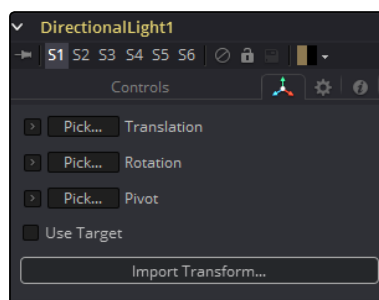 DirectionalLight1
S1 S2 S3 S4 S5 S6
Controls
Pick... Translation
Pick... Rotation
Pick... Pivot
Use Target
Import Transform...